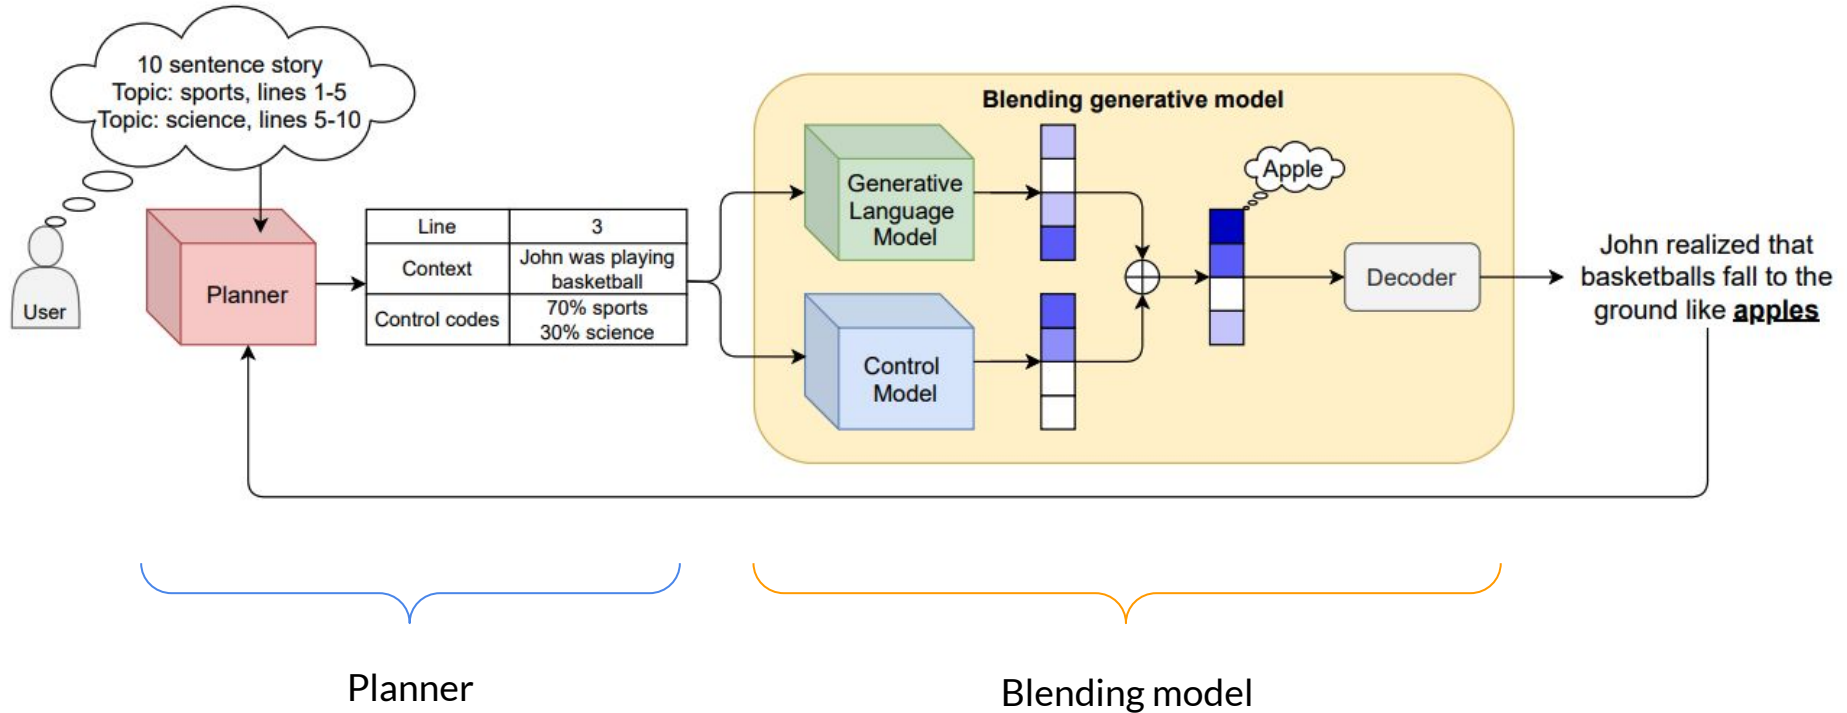 10 sentence story
Topic: sports, lines 1-5
Topic: science, lines 5-10
User
Planner
Line
3
Context
John was playing
basketball
Control codes
70% sports
30% science
Blending generative model
Generative
Language
Model
Control
Model
Apple
Decoder
John realized that
basketballs fall to the
ground like apples
Planner
Blending model